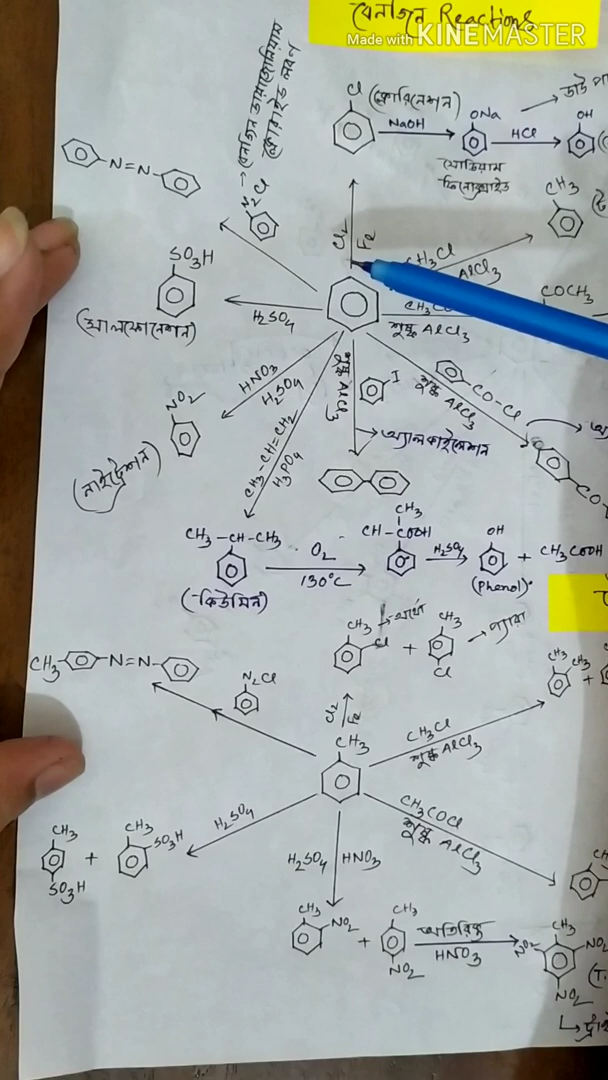 বেনজিন Reactions
Made with KINEMASTER
Cl (ক্লোরিনেশন)
NaOH
ONa
HCl
OH
সোডিয়াম
ফিনোক্সাইড
→ বেনজিন ডায়াজোনিয়াম
ক্লোরাইড লবণ
N₂Cl
N=N
CH₃
Cl₂
Fe
CH₃Cl
AlCl₃
SO₃H
H₂SO₄
COCH₃
শুষ্ক AlCl₃
HNO₃
H₂SO₄
NO₂
(নাইট্রেশন)
CH₃-CH=CH₂
H₃PO₄
শুষ্ক AlCl₃
I
CO-Cl
শুষ্ক AlCl₃
→ অ্যালকাইলেশন
CH₃-CH-CH₃
(কিউমিন)
O₂
130°C
CH₃
CH-COOH
H₂SO₄
OH
(Phenol)
+ CH₃COOH
CH₃
Cl
→ অর্থো
+
CH₃
Cl
→ প্যারা
CH₃
CH₃
+
CH₃
N=N
N₂Cl
Cl₂
Fe
CH₃
CH₃Cl
শুষ্ক AlCl₃
H₂SO₄
CH₃
SO₃H
+
CH₃
SO₃H
H₂SO₄
HNO₃
CH₃COCl
শুষ্ক AlCl₃
CH₃
NO₂
+
CH₃
NO₂
অতিরিক্ত
HNO₃
CH₃
NO₂
NO₂
NO₂